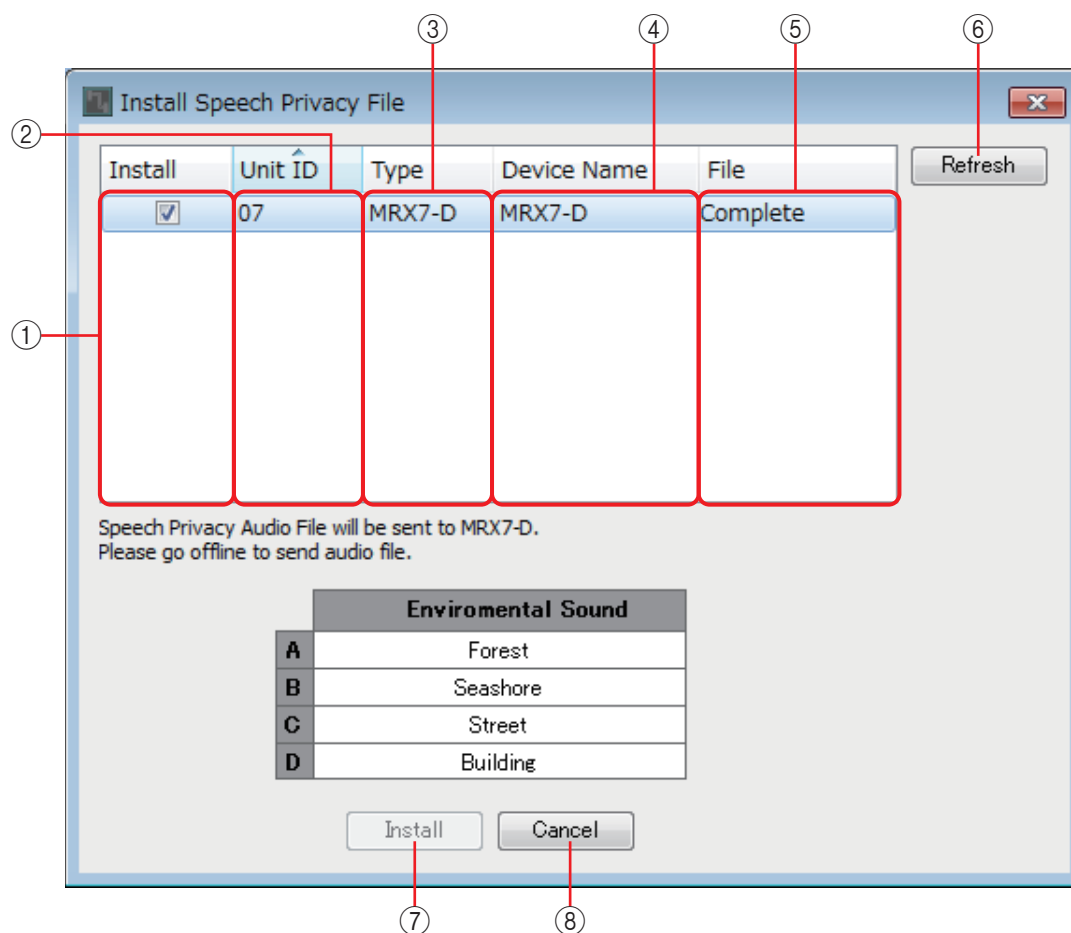 ③ ④ ⑤ ⑥
Install Speech Privacy File
②
Install Unit ID Type Device Name File Refresh
07 MRX7-D MRX7-D Complete
①
Speech Privacy Audio File will be sent to MRX7-D.
Please go offline to send audio file.
Enviromental Sound
A Forest
B Seashore
C Street
D Building
Install Cancel
⑦ ⑧